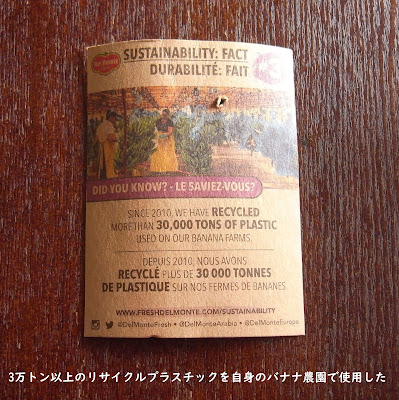 Del Monte
SUSTAINABILITY: FACT
DURABILITÉ: FAIT
DID YOU KNOW? - LE SAVIEZ-VOUS?
SINCE 2010, WE HAVE RECYCLED
MORE THAN 30,000 TONS OF PLASTIC
USED ON OUR BANANA FARMS.
DEPUIS 2010, NOUS AVONS
RECYCLÉ PLUS DE 30 000 TONNES
DE PLASTIQUE SUR NOS FERMES DE BANANES.
WWW.FRESHDELMONTE.COM/SUSTAINABILITY
@DelMonteFresh • @DelMonteArabia • @DelMonteEurope
3万トン以上のリサイクルプラスチックを自身のバナナ農園で使用した